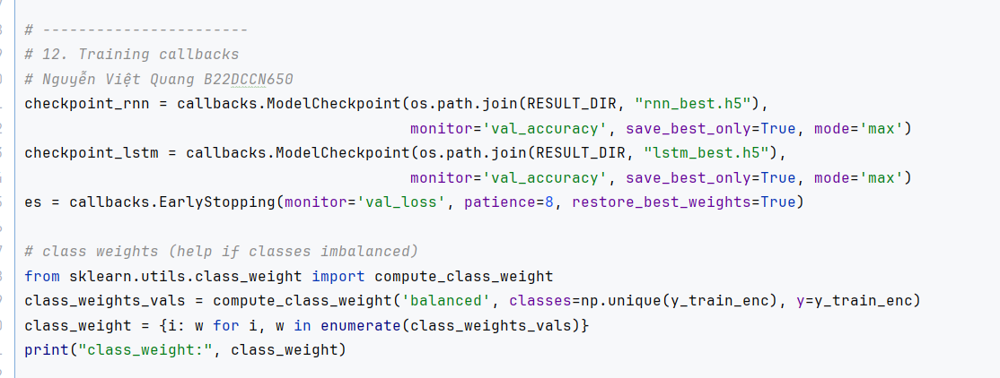 # -----------------------
# 12. Training callbacks
# Nguyễn Việt Quang B22DCCN650
checkpoint_rnn = callbacks.ModelCheckpoint(os.path.join(RESULT_DIR, "rnn_best.h5"),
                                           monitor='val_accuracy', save_best_only=True, mode='max')
checkpoint_lstm = callbacks.ModelCheckpoint(os.path.join(RESULT_DIR, "lstm_best.h5"),
                                           monitor='val_accuracy', save_best_only=True, mode='max')
es = callbacks.EarlyStopping(monitor='val_loss', patience=8, restore_best_weights=True)
# class weights (help if classes imbalanced)
from sklearn.utils.class_weight import compute_class_weight
class_weights_vals = compute_class_weight('balanced', classes=np.unique(y_train_enc), y=y_train_enc)
class_weight = {i: w for i, w in enumerate(class_weights_vals)}
print("class_weight:", class_weight)